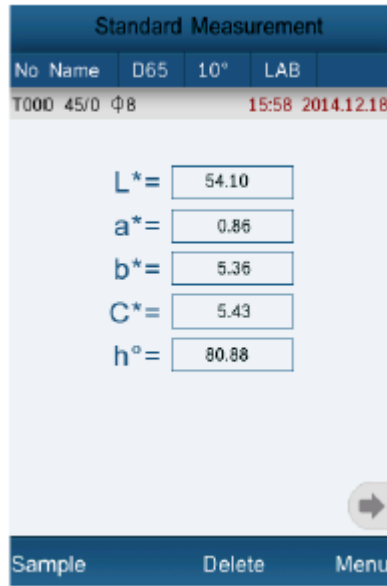 Standard Measurement
No Name D65 10° LAB
T000 45/0 Φ8 15:58 2014.12.18
L*= 54.10
a*= 0.86
b*= 5.36
C*= 5.43
h°= 80.88
Sample Delete Menu